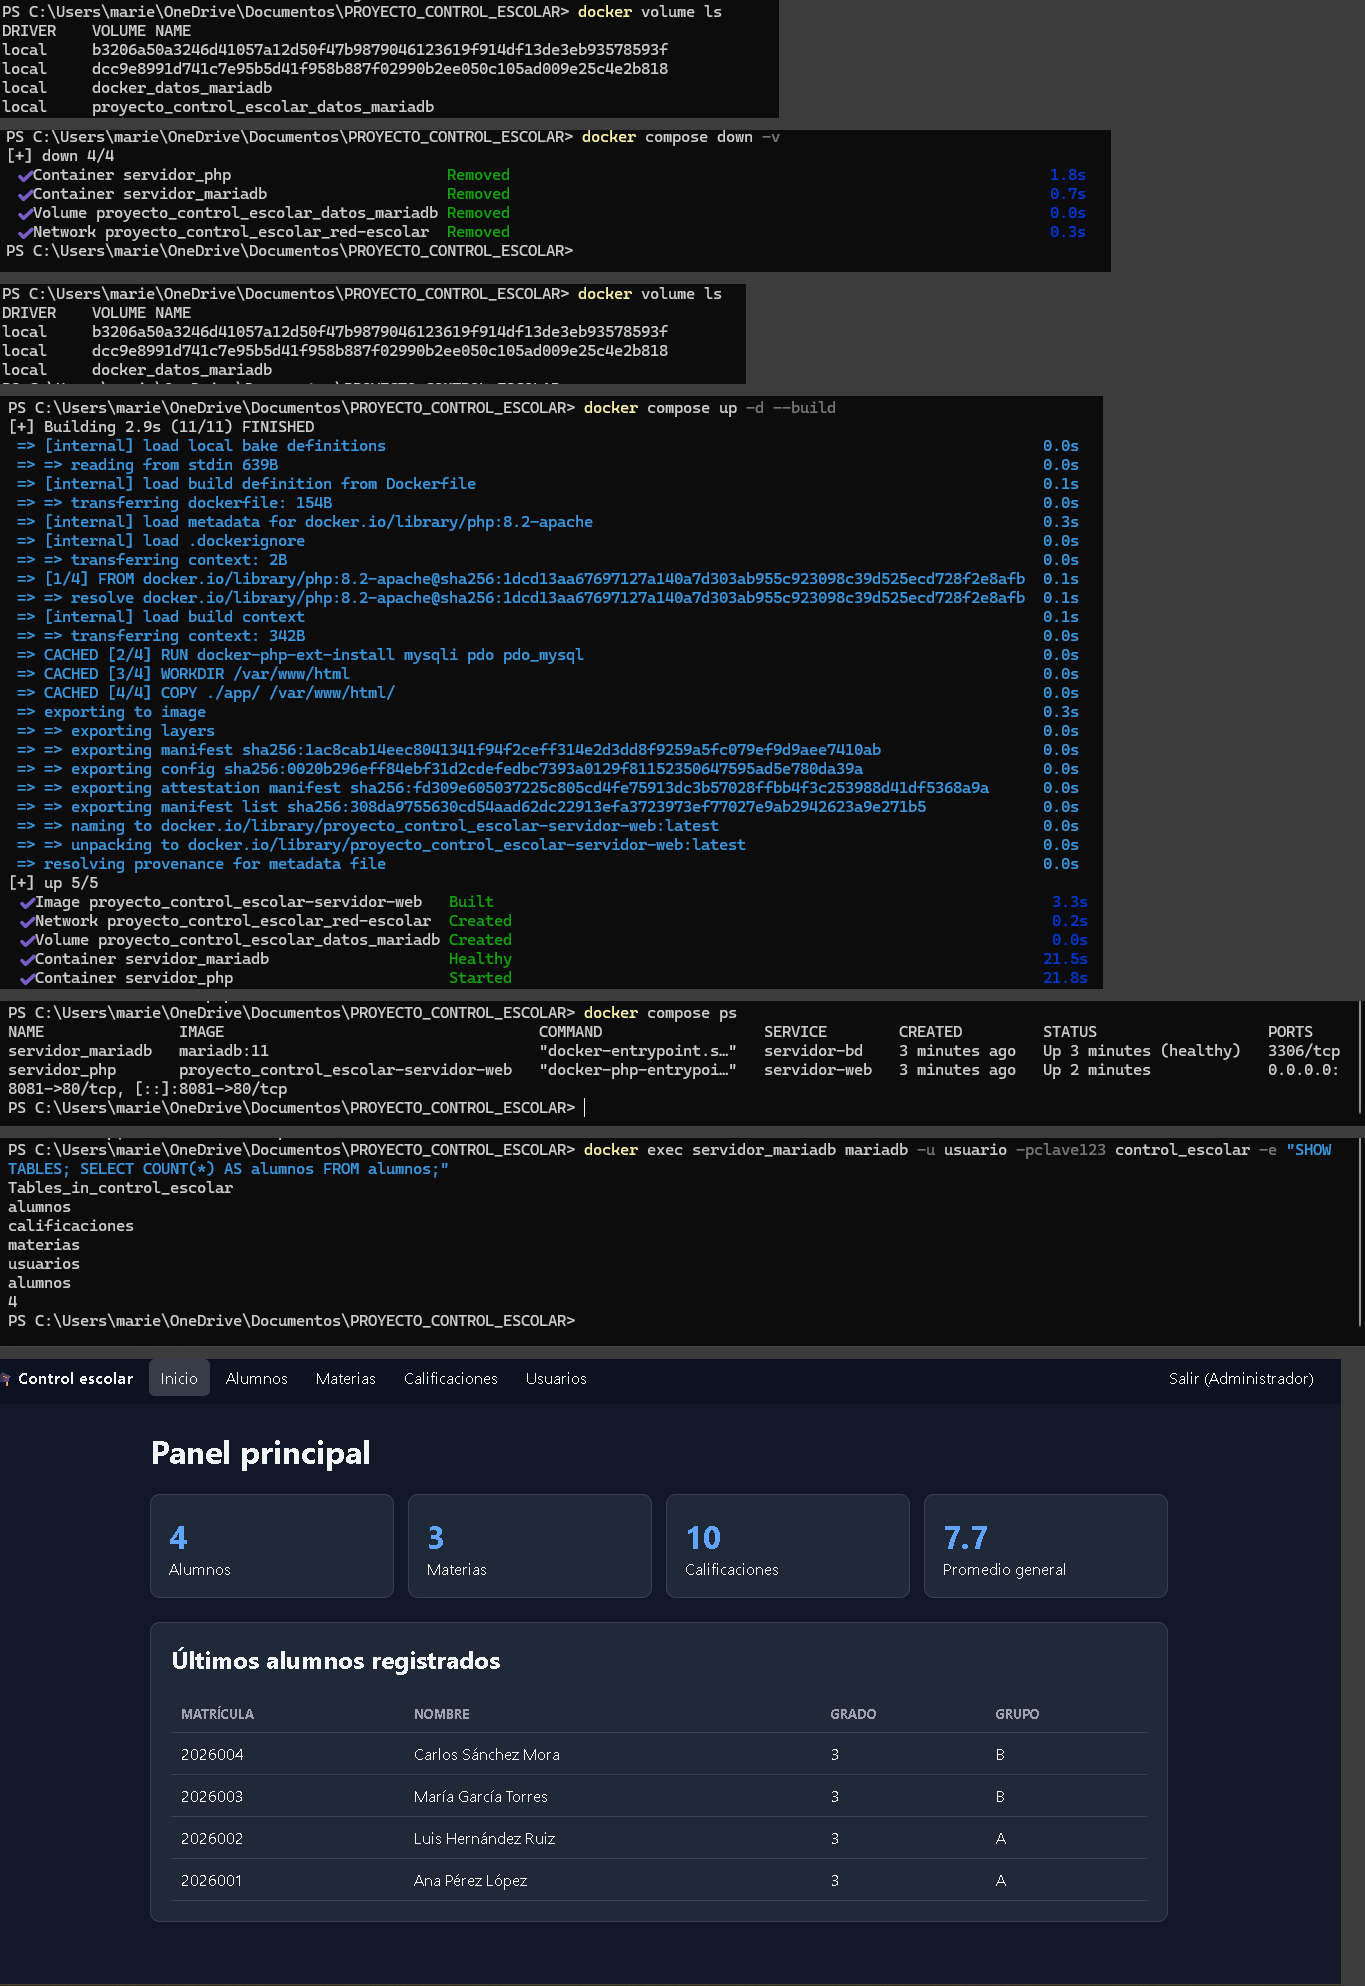 PS C:\Users\marie\OneDrive\Documentos\PROYECTO_CONTROL_ESCOLAR> docker volume ls
DRIVER    VOLUME NAME
local     b3206a50a3246d41057a12d50f47b9879046123619f914df13de3eb93578593f
local     dcc9e8991d741c7e95b5d41f958b887f02990b2ee050c105ad009e25c4e2b818
local     docker_datos_mariadb
local     proyecto_control_escolar_datos_mariadb
PS C:\Users\marie\OneDrive\Documentos\PROYECTO_CONTROL_ESCOLAR> docker compose down -v
[+] down 4/4
✔Container servidor_php Removed 1.8s
✔Container servidor_mariadb Removed 0.7s
✔Volume proyecto_control_escolar_datos_mariadb Removed 0.0s
✔Network proyecto_control_escolar_red-escolar Removed 0.3s
PS C:\Users\marie\OneDrive\Documentos\PROYECTO_CONTROL_ESCOLAR>
PS C:\Users\marie\OneDrive\Documentos\PROYECTO_CONTROL_ESCOLAR> docker volume ls
DRIVER    VOLUME NAME
local     b3206a50a3246d41057a12d50f47b9879046123619f914df13de3eb93578593f
local     dcc9e8991d741c7e95b5d41f958b887f02990b2ee050c105ad009e25c4e2b818
local     docker_datos_mariadb
PS C:\Users\marie\OneDrive\Documentos\PROYECTO_CONTROL_ESCOLAR> docker compose up -d --build
[+] Building 2.9s (11/11) FINISHED
=> [internal] load local bake definitions 0.0s
=> => reading from stdin 639B 0.0s
=> [internal] load build definition from Dockerfile 0.1s
=> => transferring dockerfile: 154B 0.0s
=> [internal] load metadata for docker.io/library/php:8.2-apache 0.3s
=> [internal] load .dockerignore 0.0s
=> => transferring context: 2B 0.0s
=> [1/4] FROM docker.io/library/php:8.2-apache@sha256:1dcd13aa67697127a140a7d303ab955c923098c39d525ecd728f2e8afb 0.1s
=> => resolve docker.io/library/php:8.2-apache@sha256:1dcd13aa67697127a140a7d303ab955c923098c39d525ecd728f2e8afb 0.1s
=> [internal] load build context 0.1s
=> => transferring context: 342B 0.0s
=> CACHED [2/4] RUN docker-php-ext-install mysqli pdo pdo_mysql 0.0s
=> CACHED [3/4] WORKDIR /var/www/html 0.0s
=> CACHED [4/4] COPY ./app/ /var/www/html/ 0.0s
=> exporting to image 0.3s
=> => exporting layers 0.0s
=> => exporting manifest sha256:1ac8cab14eec8041341f94f2ceff314e2d3dd8f9259a5fc079ef9d9aee7410ab 0.0s
=> => exporting config sha256:0020b296eff84ebf31d2cdefedbc7393a0129f81152350647595ad5e780da39a 0.0s
=> => exporting attestation manifest sha256:fd309e605037225c805cd4fe75913dc3b57028ffbb4f3c253988d41df5368a9a 0.0s
=> => exporting manifest list sha256:308da9755630cd54aad62dc22913efa3723973ef77027e9ab2942623a9e271b5 0.0s
=> => naming to docker.io/library/proyecto_control_escolar-servidor-web:latest 0.0s
=> => unpacking to docker.io/library/proyecto_control_escolar-servidor-web:latest 0.0s
=> resolving provenance for metadata file 0.0s
[+] up 5/5
✔Image proyecto_control_escolar-servidor-web Built 3.3s
✔Network proyecto_control_escolar_red-escolar Created 0.2s
✔Volume proyecto_control_escolar_datos_mariadb Created 0.0s
✔Container servidor_mariadb Healthy 21.5s
✔Container servidor_php Started 21.8s
PS C:\Users\marie\OneDrive\Documentos\PROYECTO_CONTROL_ESCOLAR> docker compose ps
NAME IMAGE COMMAND SERVICE CREATED STATUS PORTS
servidor_mariadb mariadb:11 "docker-entrypoint.s…" servidor-bd 3 minutes ago Up 3 minutes (healthy) 3306/tcp
servidor_php proyecto_control_escolar-servidor-web "docker-php-entrypoi…" servidor-web 3 minutes ago Up 2 minutes 0.0.0.0:
8081->80/tcp, [::]:8081->80/tcp
PS C:\Users\marie\OneDrive\Documentos\PROYECTO_CONTROL_ESCOLAR>
PS C:\Users\marie\OneDrive\Documentos\PROYECTO_CONTROL_ESCOLAR> docker exec servidor_mariadb mariadb -u usuario -pclave123 control_escolar -e "SHOW
TABLES; SELECT COUNT(*) AS alumnos FROM alumnos;"
Tables_in_control_escolar
alumnos
calificaciones
materias
usuarios
alumnos
4
PS C:\Users\marie\OneDrive\Documentos\PROYECTO_CONTROL_ESCOLAR>
Control escolar Inicio Alumnos Materias Calificaciones Usuarios Salir (Administrador)
Panel principal
4 3 10 7.7
Alumnos Materias Calificaciones Promedio general
Últimos alumnos registrados
MATRÍCULA NOMBRE GRADO GRUPO
2026004 Carlos Sánchez Mora 3 B
2026003 María García Torres 3 B
2026002 Luis Hernández Ruiz 3 A
2026001 Ana Pérez López 3 A